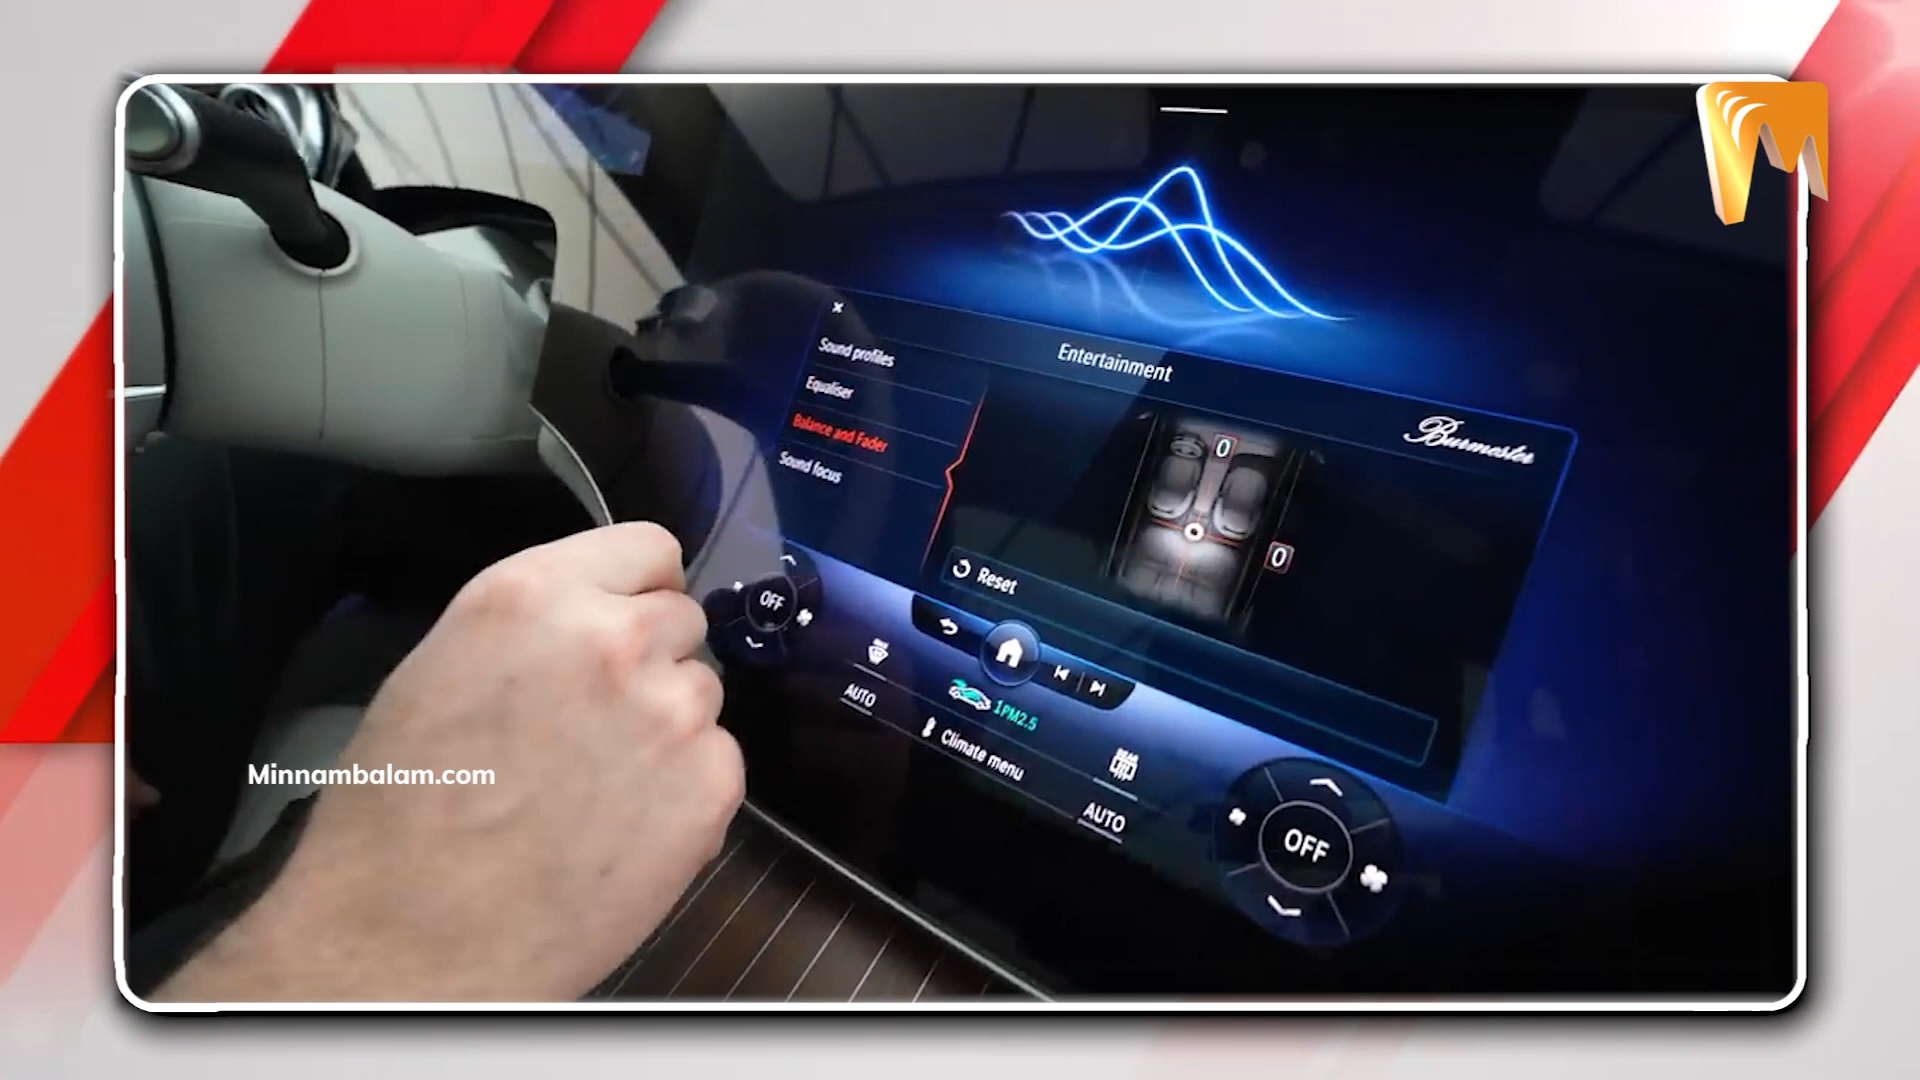 Entertainment
Burmester
Sound profiles
Equaliser
Balance and Fader
Sound focus
0
0
Reset
OFF
AUTO
1PM2.5
Climate menu
AUTO
OFF
Minnambalam.com